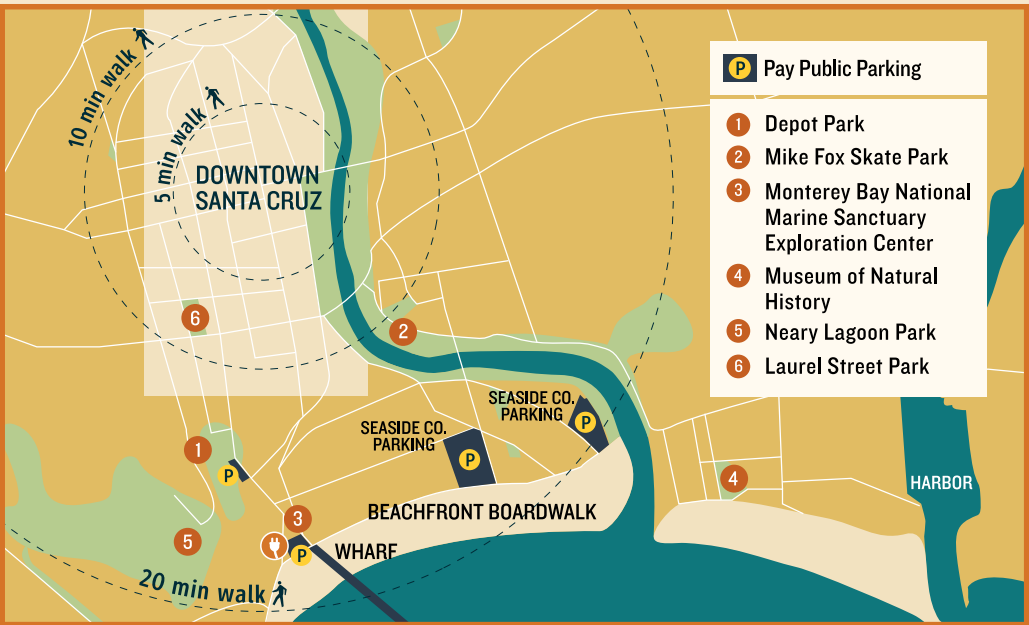 10 min walk
5 min walk
DOWNTOWN
SANTA CRUZ
P Pay Public Parking
1 Depot Park
2 Mike Fox Skate Park
3 Monterey Bay National
Marine Sanctuary
Exploration Center
4 Museum of Natural
History
5 Neary Lagoon Park
6 Laurel Street Park
6
2
SEASIDE CO.
PARKING
P
SEASIDE CO.
PARKING
P
1
P
4
HARBOR
BEACHFRONT BOARDWALK
3
5
P
WHARF
20 min walk